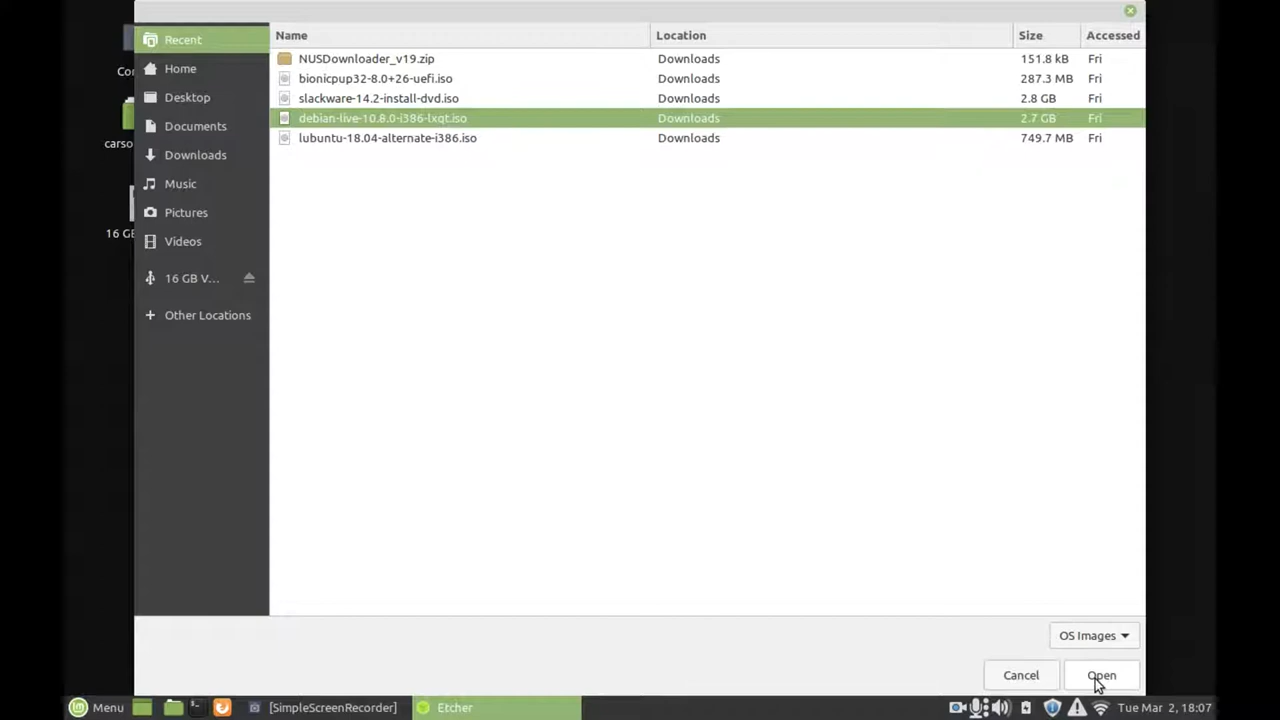 Recent
Home
Desktop
Documents
Downloads
Music
Pictures
Videos
16 GB V...
Other Locations
Name Location Size Accessed
NUSDownloader_v19.zip Downloads 151.8 kB Fri
bionicpup32-8.0+26-uefi.iso Downloads 287.3 MB Fri
slackware-14.2-install-dvd.iso Downloads 2.8 GB Fri
debian-live-10.8.0-i386-lxqt.iso Downloads 2.7 GB Fri
lubuntu-18.04-alternate-i386.iso Downloads 749.7 MB Fri
Co
carso
16 GB
OS Images
Cancel Open
Menu [SimpleScreenRecorder] Etcher Tue Mar 2, 18:07